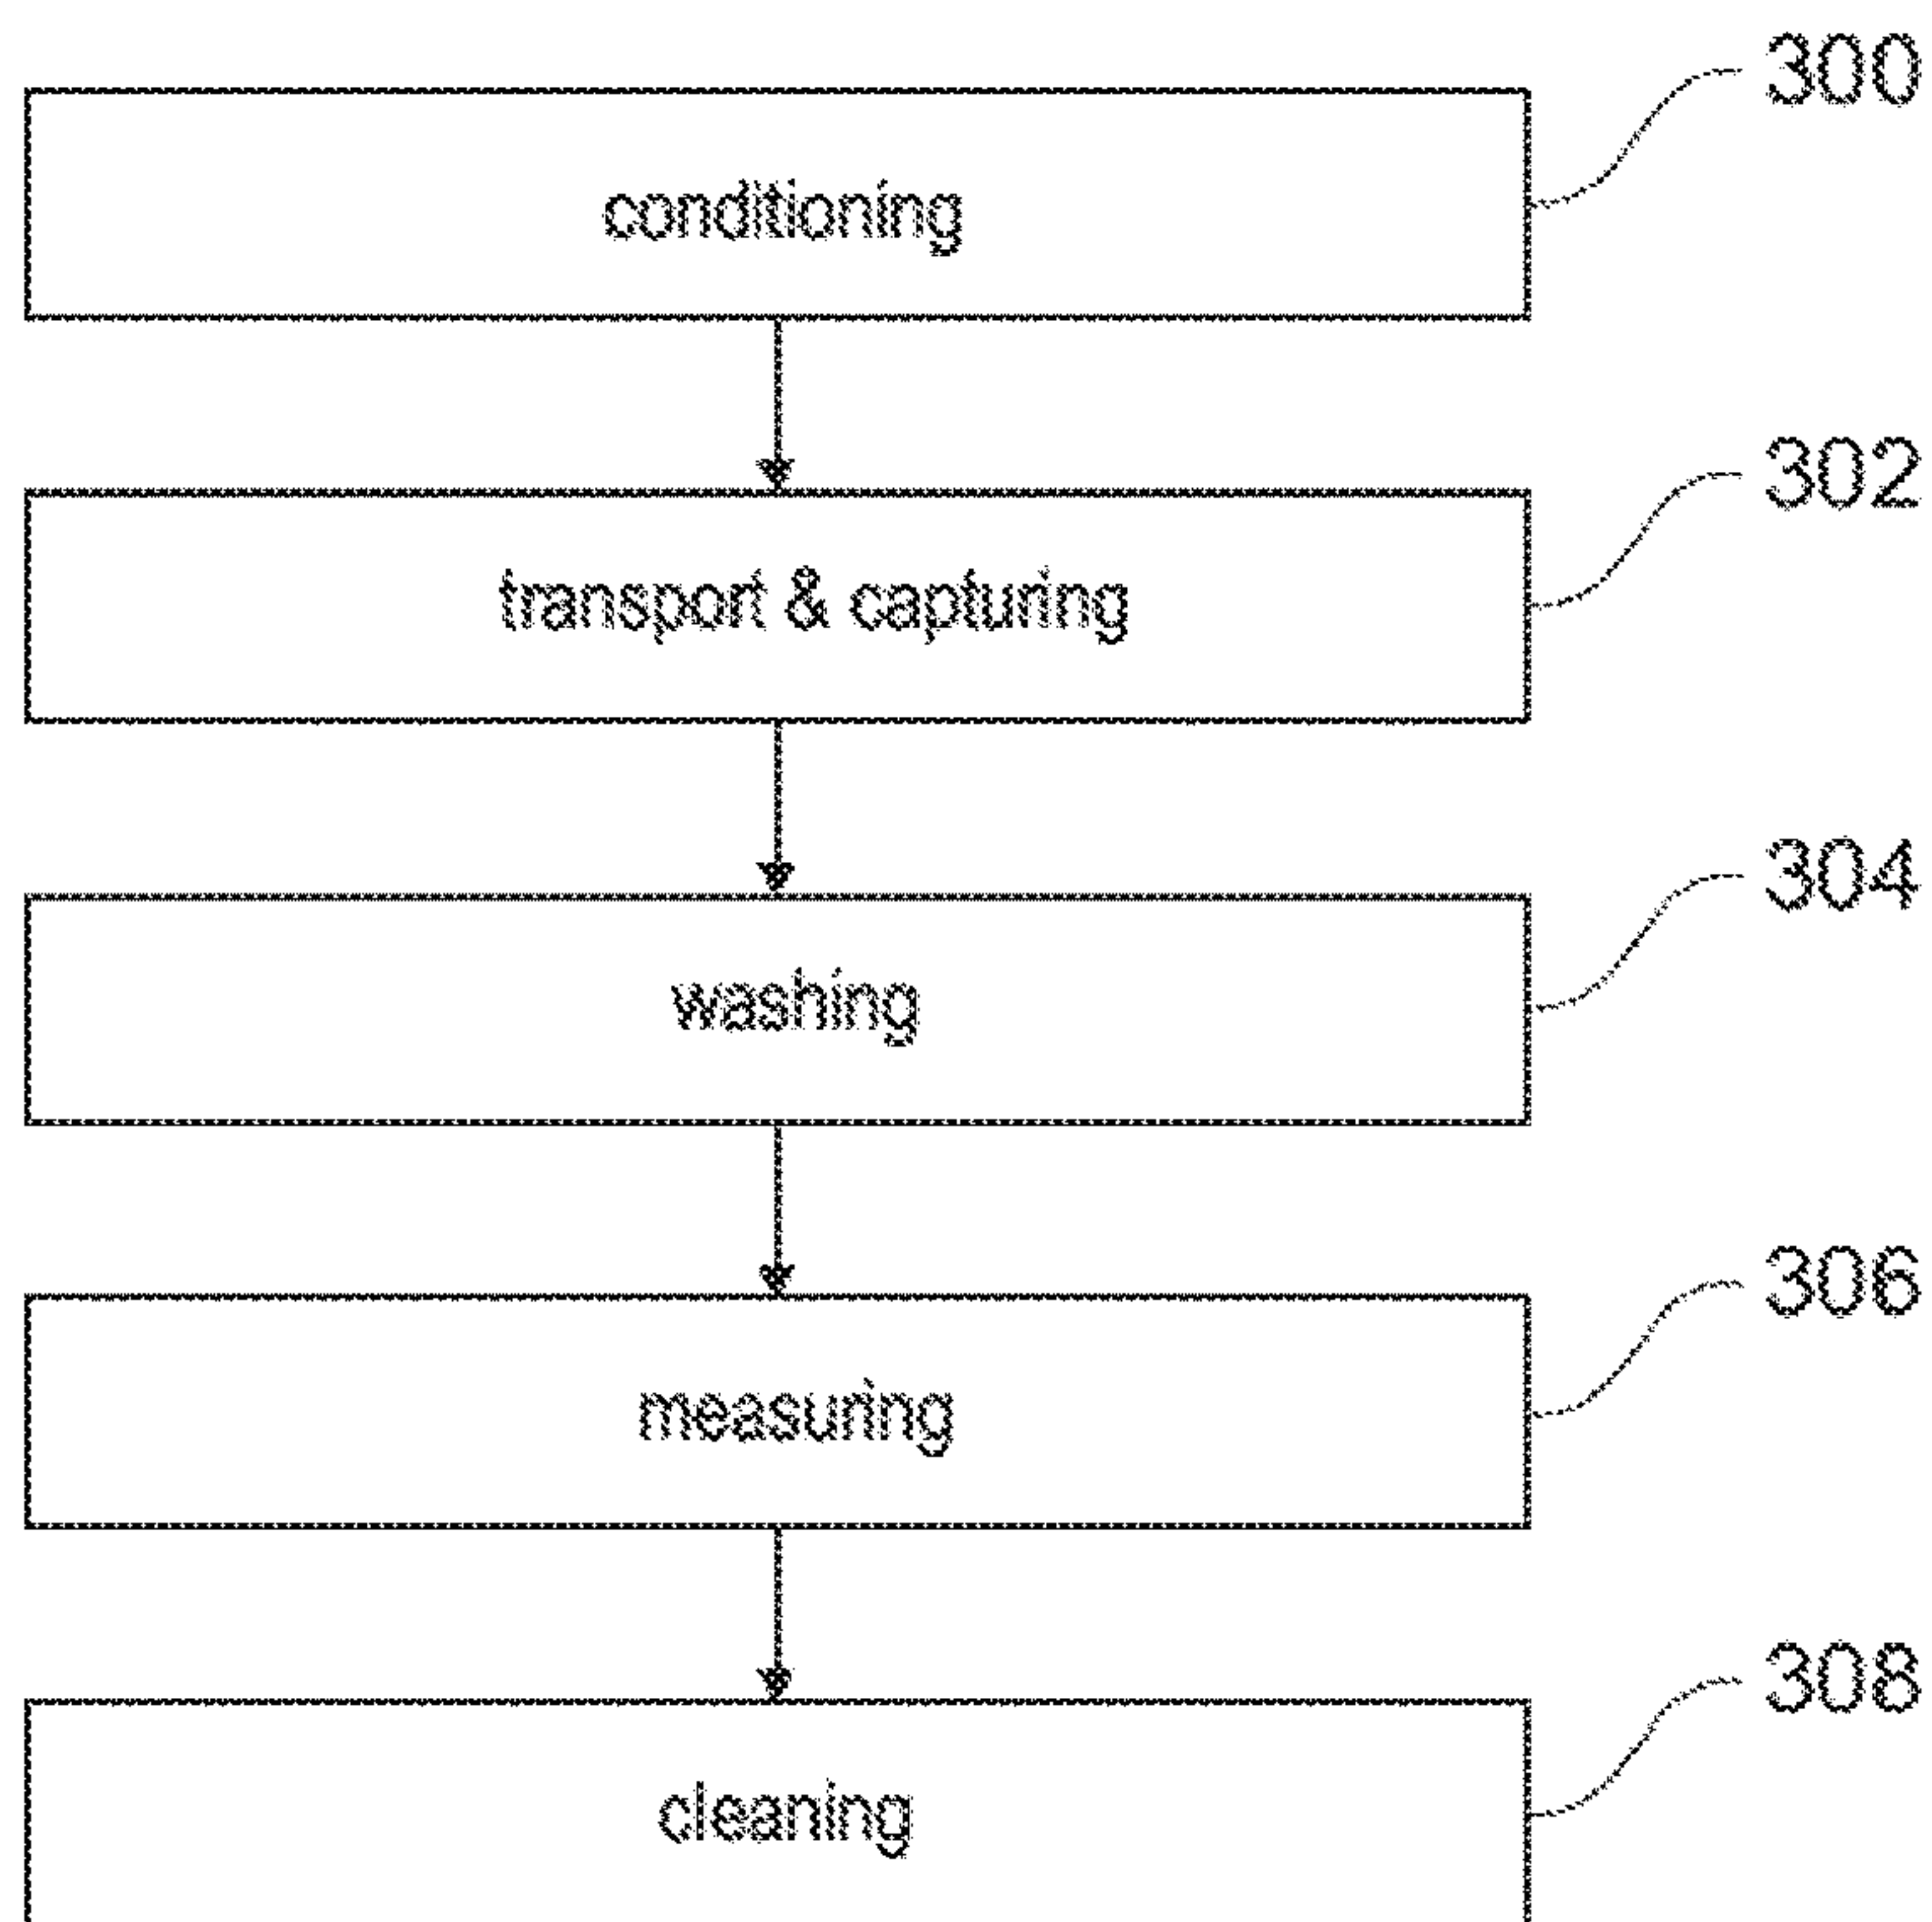 300
conditioning
302
transport & capturing
304
washing
306
measuring
308
cleaning